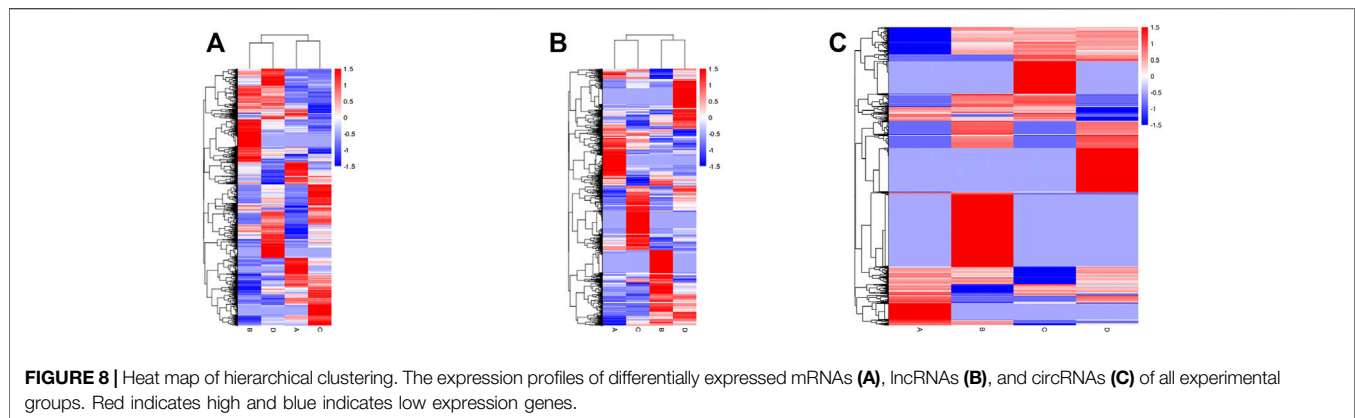 A
B
C
1.5
1
0.5
0
-0.5
-1
-1.5
1.5
1
0.5
0
-0.5
-1
-1.5
1.5
1
0.5
0
-0.5
-1
-1.5
B D A C
A C B D
A B C D
FIGURE 8 | Heat map of hierarchical clustering. The expression profiles of differentially expressed mRNAs (A), lncRNAs (B), and circRNAs (C) of all experimental
groups. Red indicates high and blue indicates low expression genes.